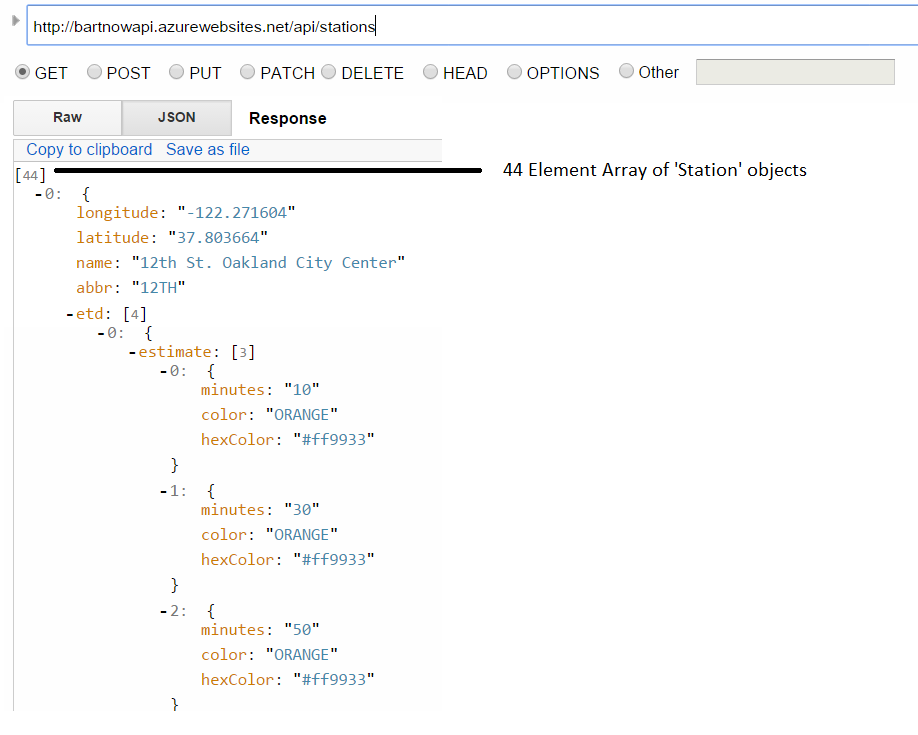 http://bartnowapi.azurewebsites.net/api/stations
GET POST PUT PATCH DELETE HEAD OPTIONS Other
Raw JSON Response
Copy to clipboard Save as file
[44] 44 Element Array of 'Station' objects
-0: {
longitude: "-122.271604"
latitude: "37.803664"
name: "12th St. Oakland City Center"
abbr: "12TH"
-etd: [4]
-0: {
-estimate: [3]
-0: {
minutes: "10"
color: "ORANGE"
hexColor: "#ff9933"
}
-1: {
minutes: "30"
color: "ORANGE"
hexColor: "#ff9933"
}
-2: {
minutes: "50"
color: "ORANGE"
hexColor: "#ff9933"
}